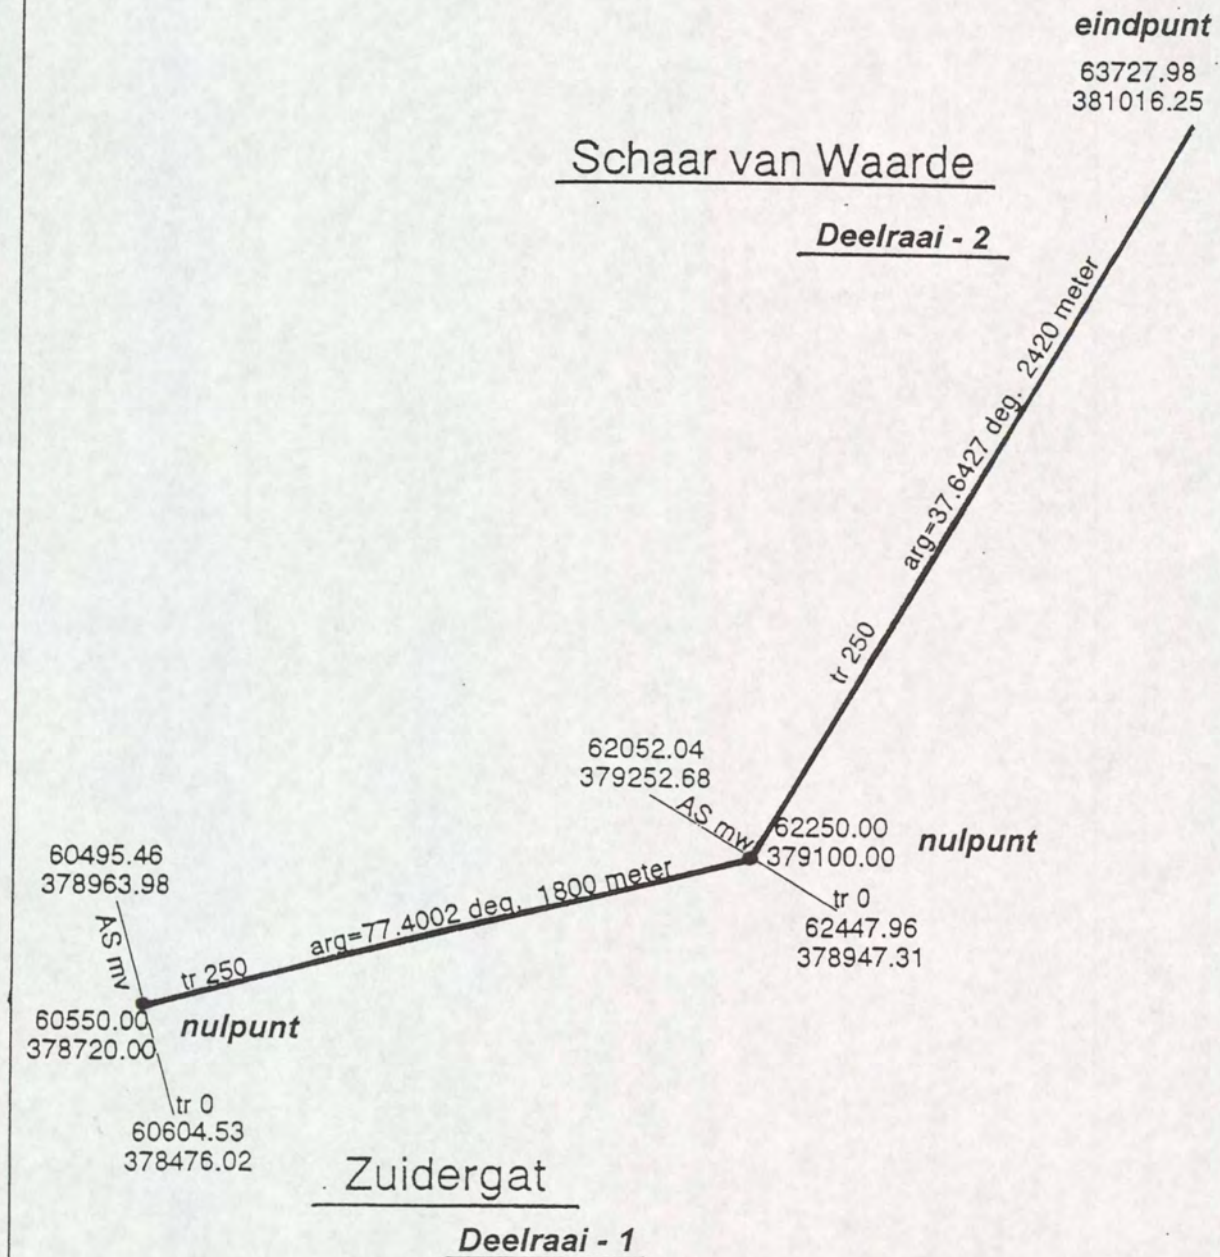 eindpunt
63727.98
381016.25
Schaar van Waarde
Deelraai - 2
arg=37.6427 deg. 2420 meter
tr 250
62052.04
379252.68
AS mw
62250.00
379100.00
nulpunt
tr 0
62447.96
378947.31
60495.46
378963.98
AS mv
tr 250
arg=77.4002 deg. 1800 meter
60550.00
378720.00
nulpunt
tr 0
60604.53
378476.02
Zuidergat
Deelraai - 1